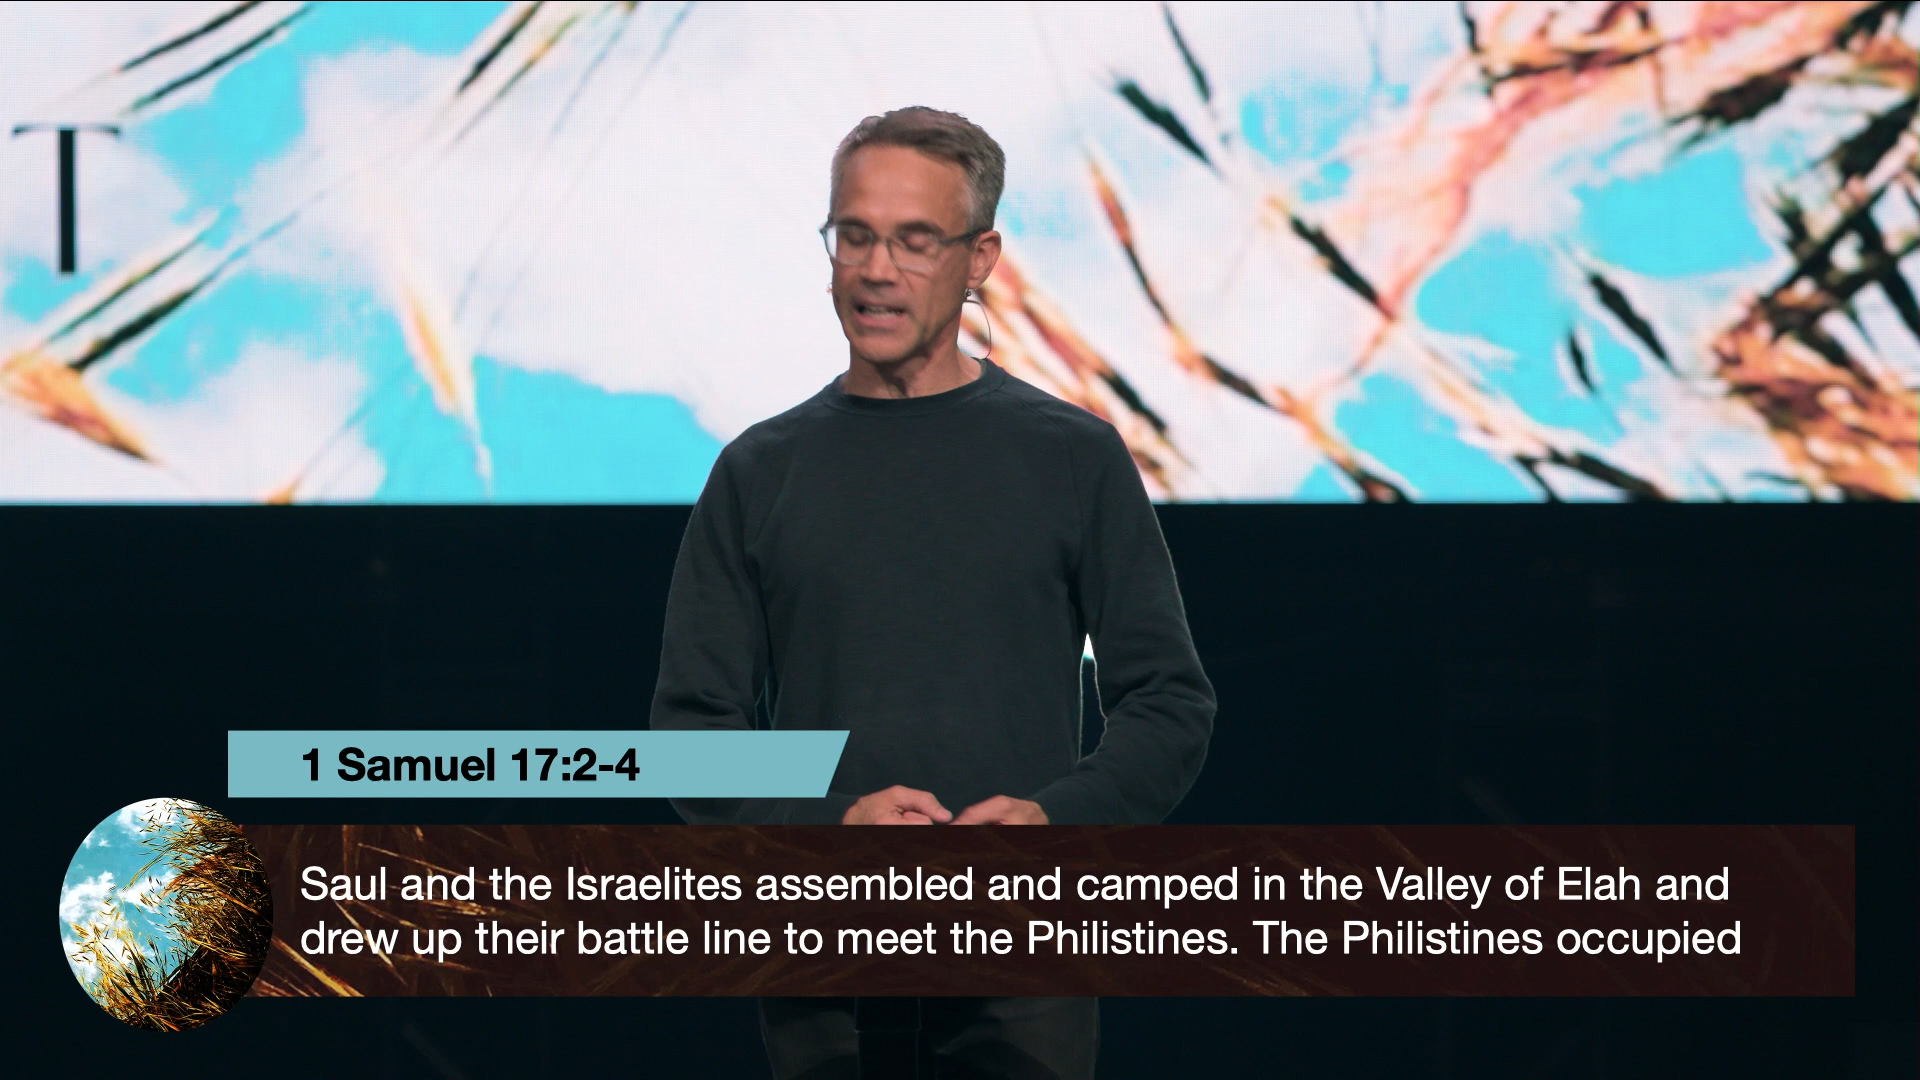 T
1 Samuel 17:2-4
Saul and the Israelites assembled and camped in the Valley of Elah and
drew up their battle line to meet the Philistines. The Philistines occupied